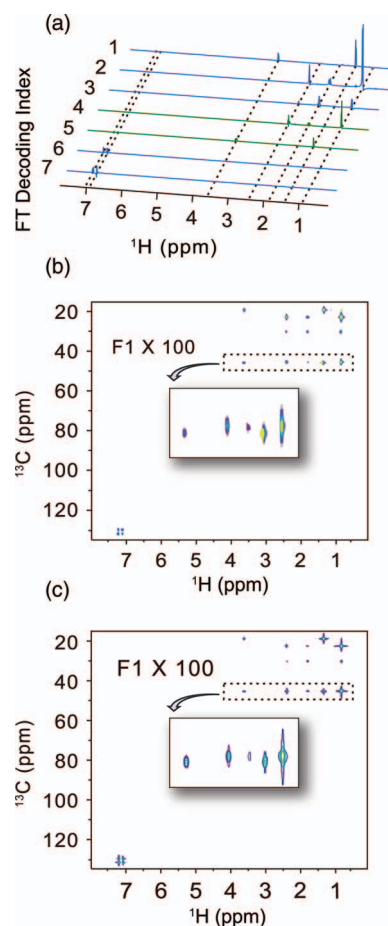 (a)
FT Decoding Index
1
2
3
4
5
6
7
7 6 5 4 3 2 1
¹H (ppm)
(b)
¹³C (ppm)
20
40
60
80
100
120
F1 X 100
7 6 5 4 3 2 1
¹H (ppm)
(c)
¹³C (ppm)
20
40
60
80
100
120
F1 X 100
7 6 5 4 3 2 1
¹H (ppm)